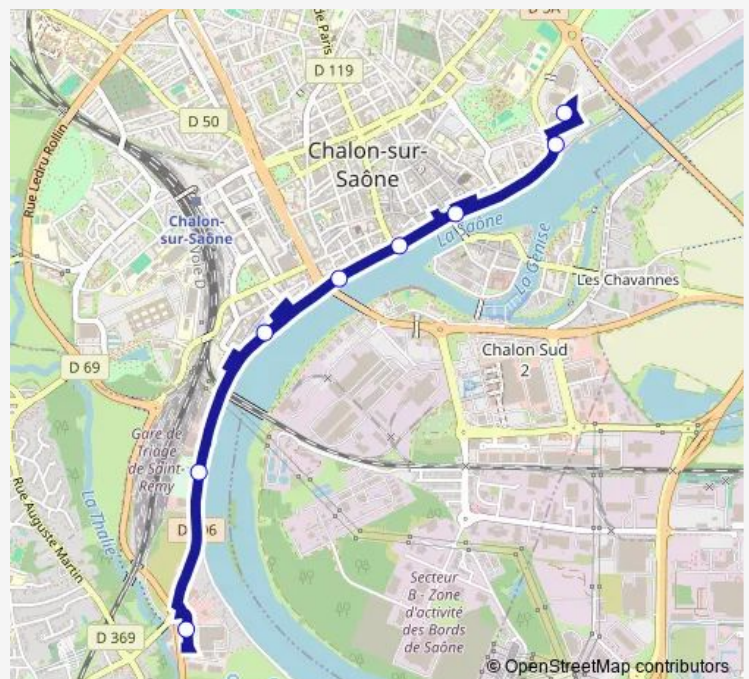 de Paris
D 119
D 50
Rue Ledru Rollin
Chalon-sur-
Saône
Chalon-
sur-Saône
Voie D
La Saône
La Génise
Les Chavannes
D 69
Chalon Sud
2
Gare de
Triage
de Saint-
Rémy
Rue Auguste Martin
La Thalie
D 369
Secteur
B - Zone
d'activité
des Bords
de Saône
© OpenStreetMap contributors